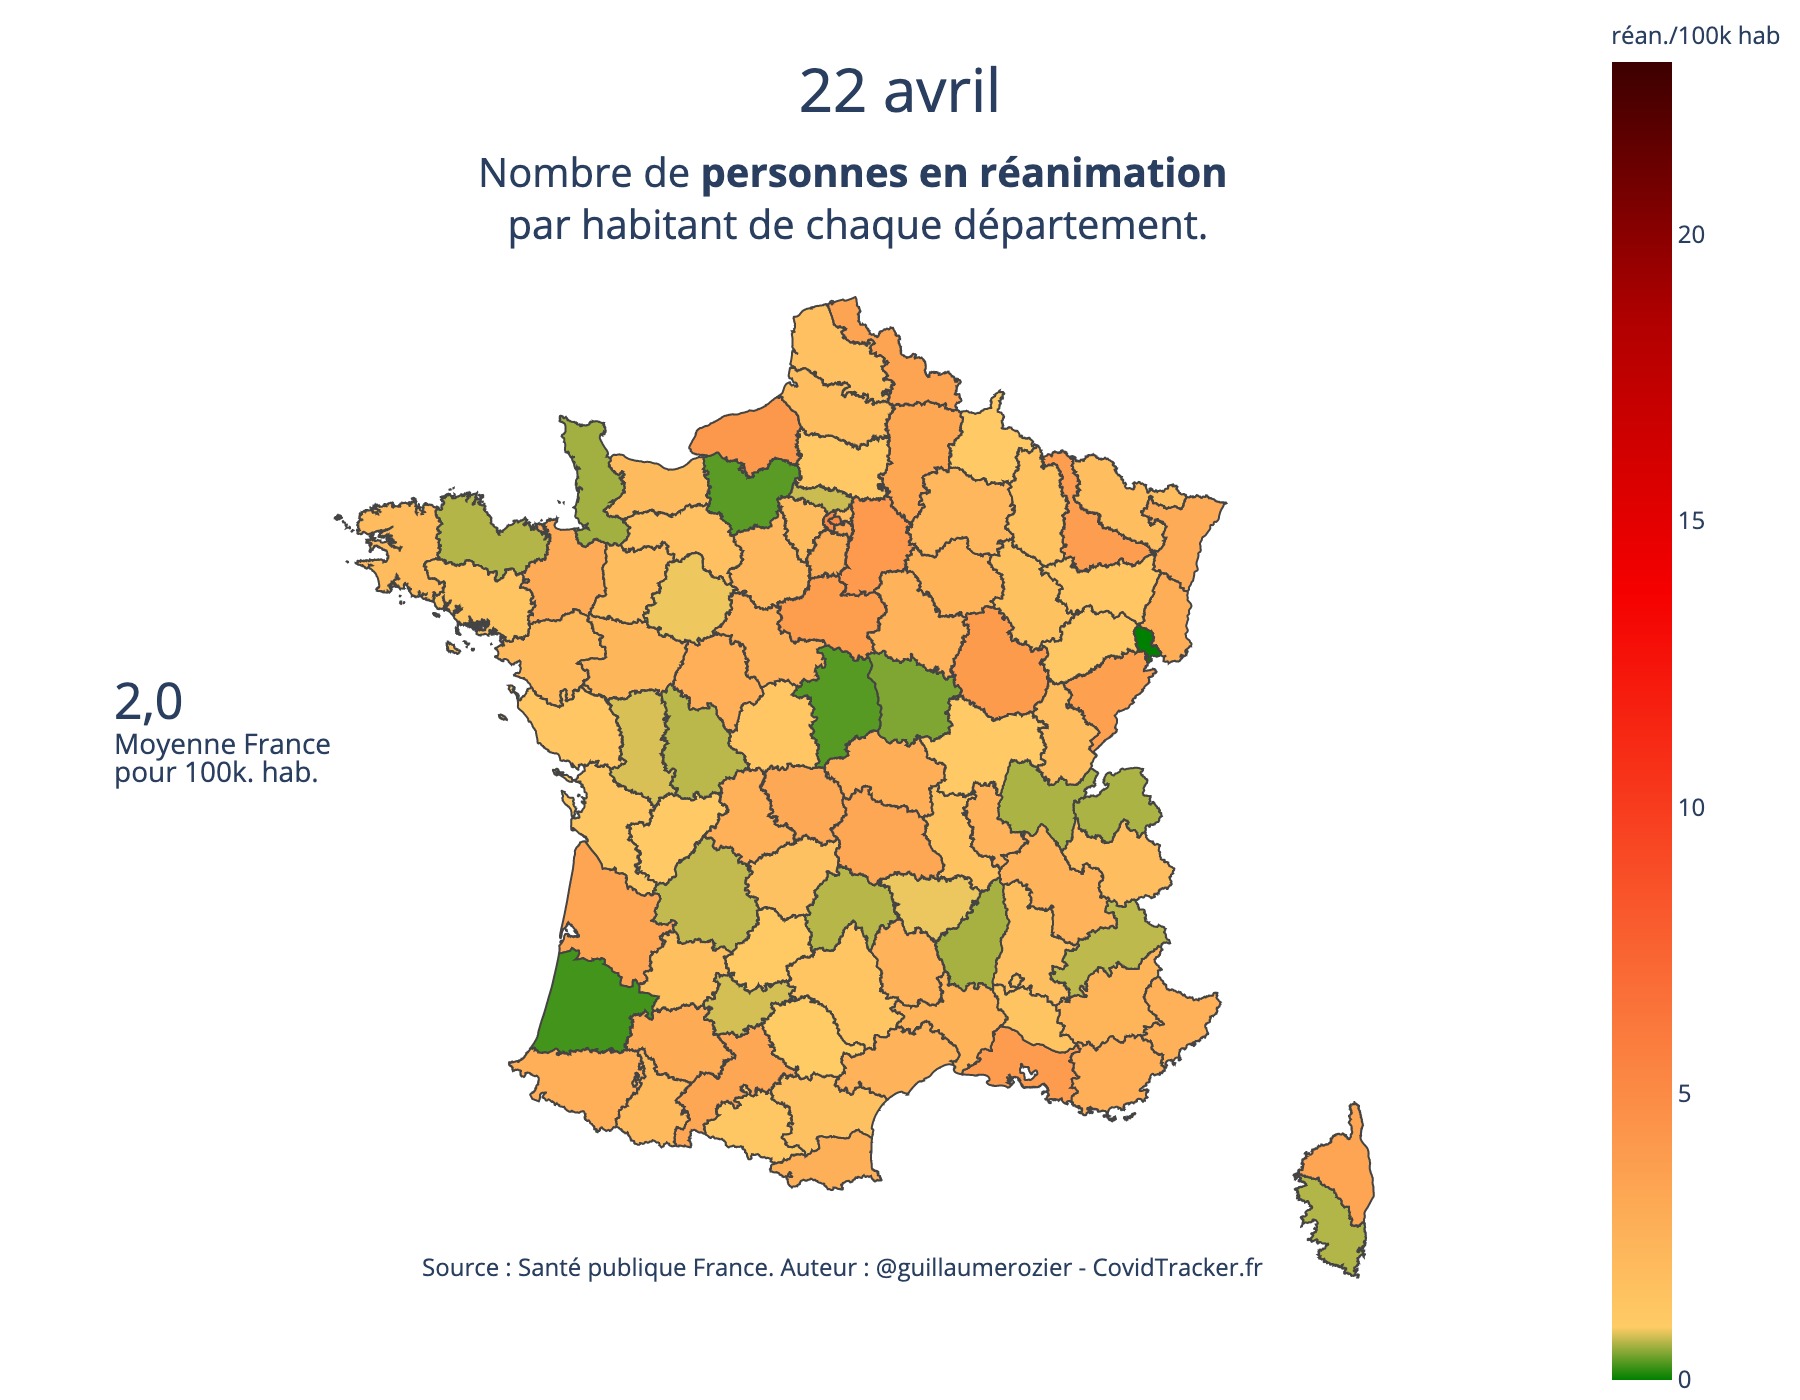 réan./100k hab
22 avril
Nombre de personnes en réanimation
par habitant de chaque département.
20
15
10
5
0
2,0
Moyenne France
pour 100k. hab.
Source : Santé publique France. Auteur : @guillaumerozier - CovidTracker.fr